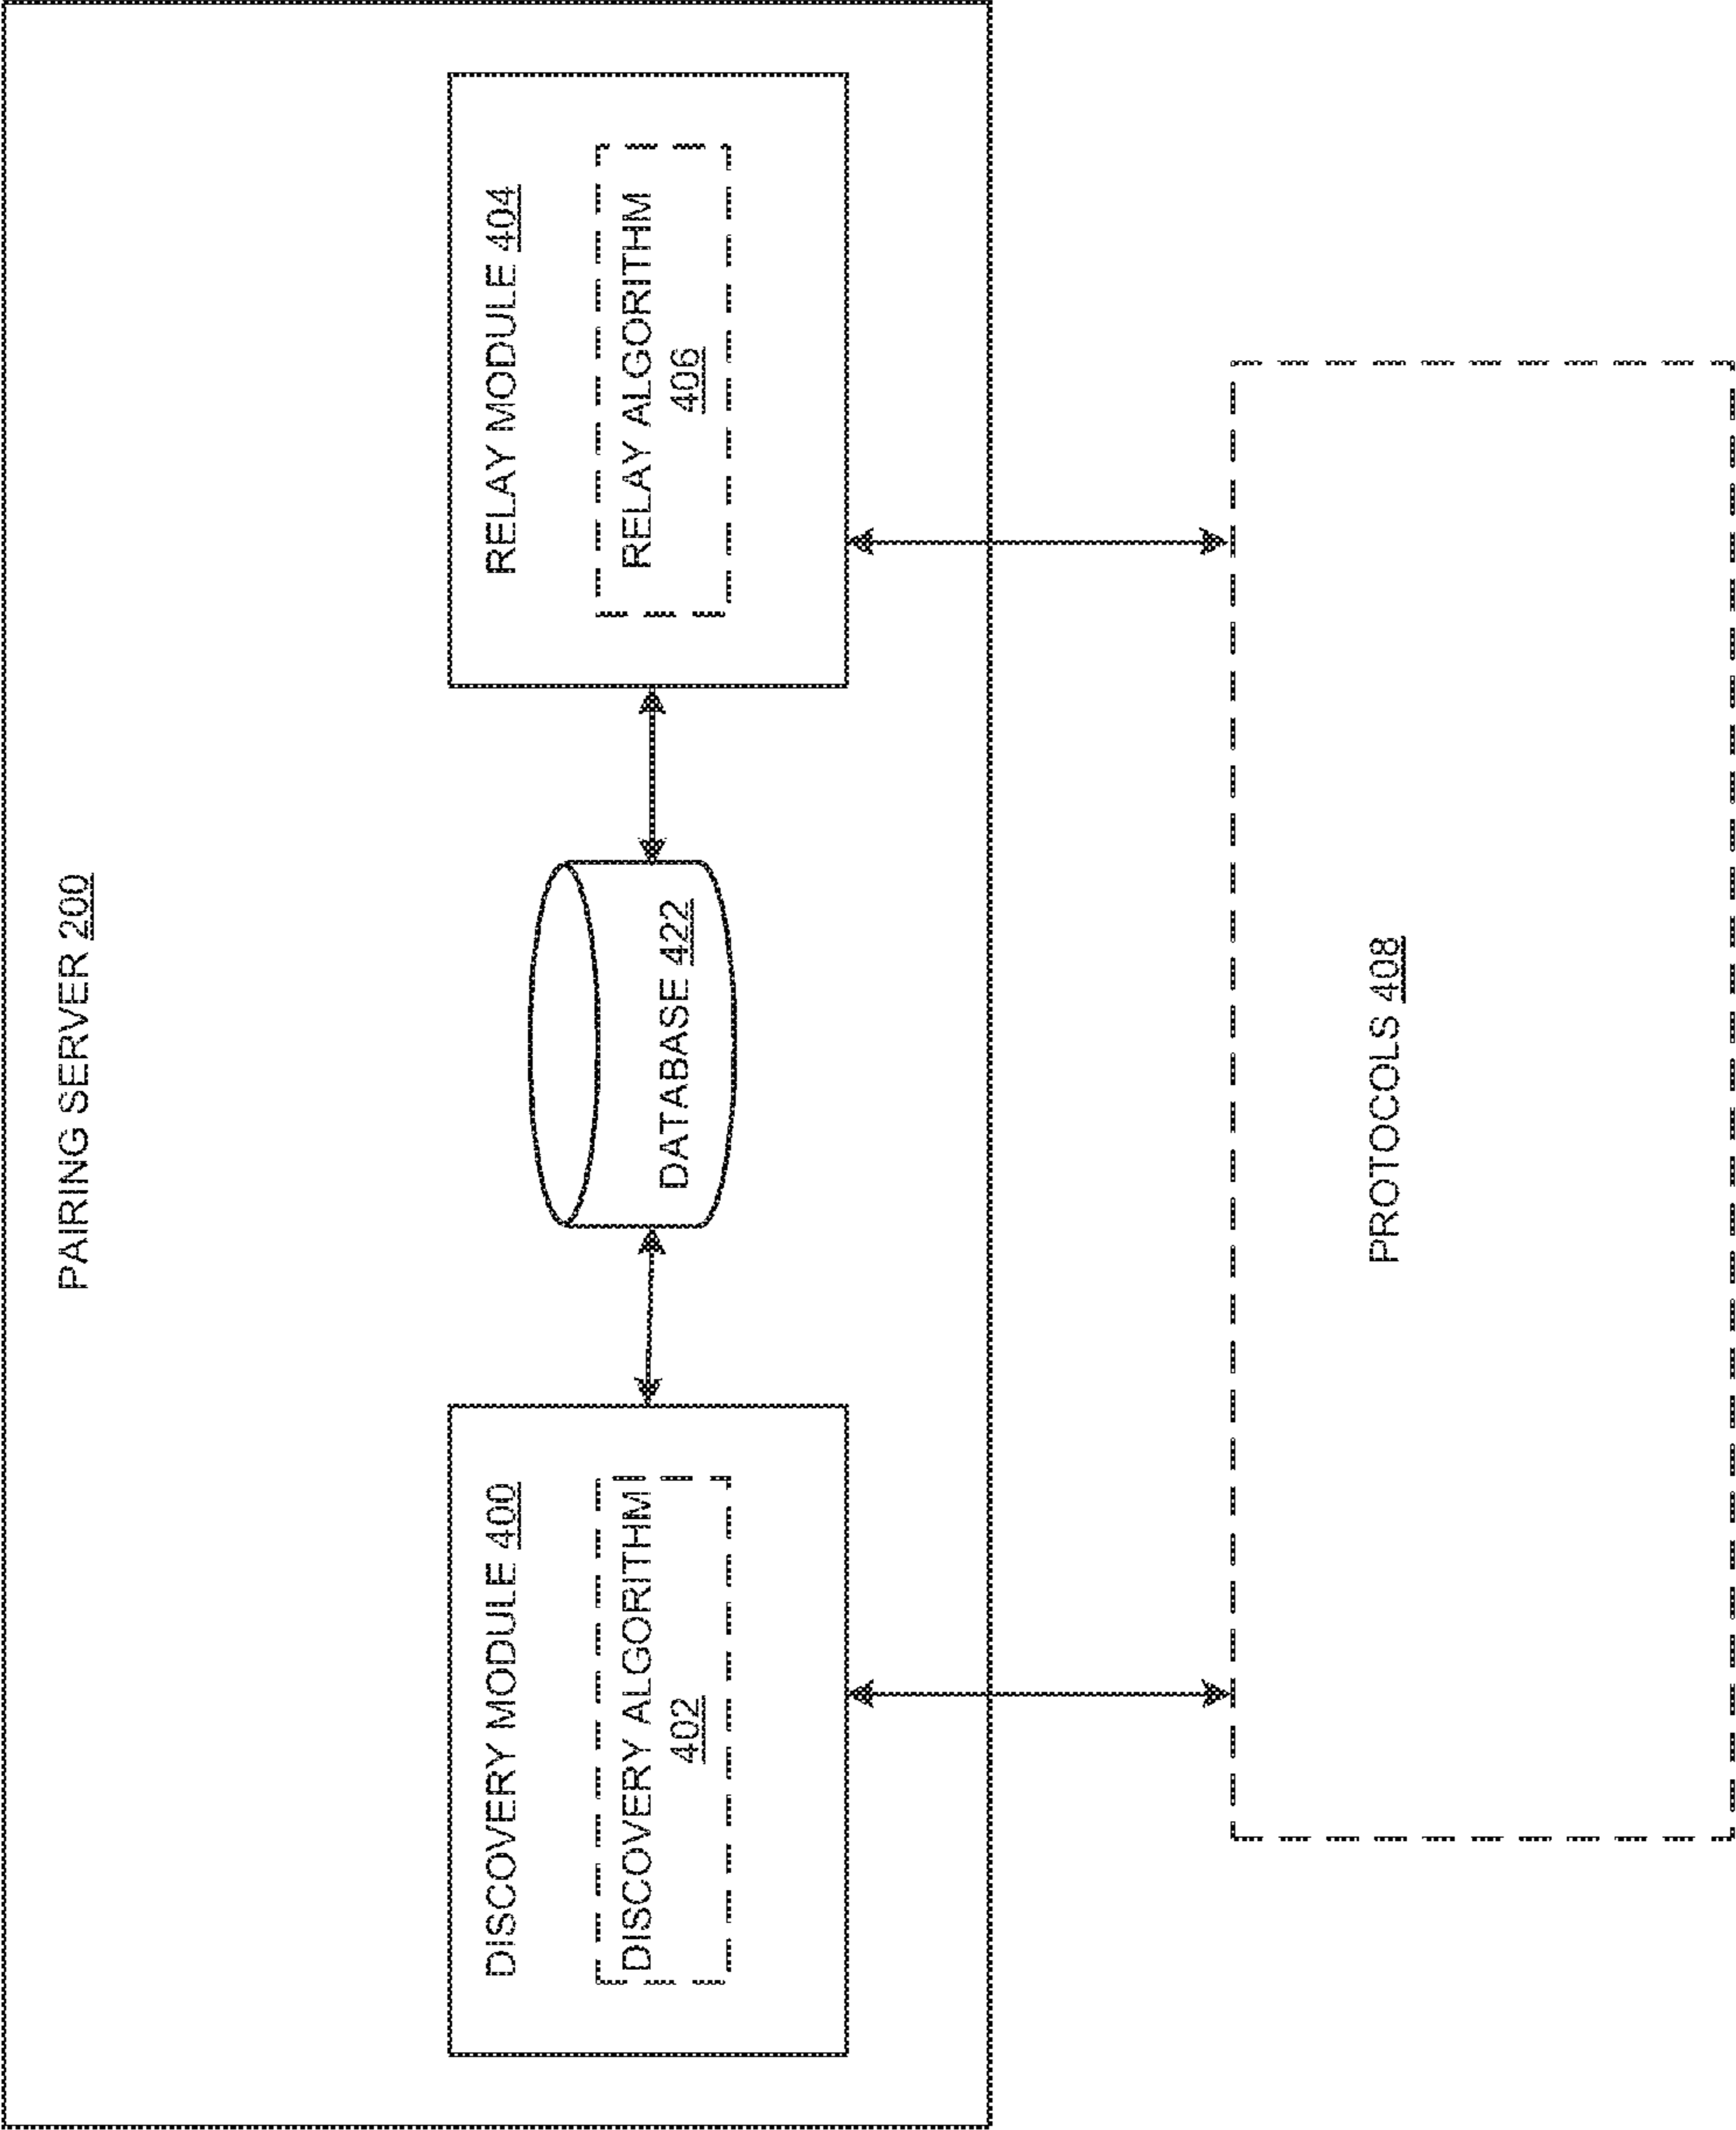 PAIRING SERVER 200
DISCOVERY MODULE 400
DISCOVERY ALGORITHM
402
DATABASE 422
RELAY MODULE 404
RELAY ALGORITHM
406
PROTOCOLS 408